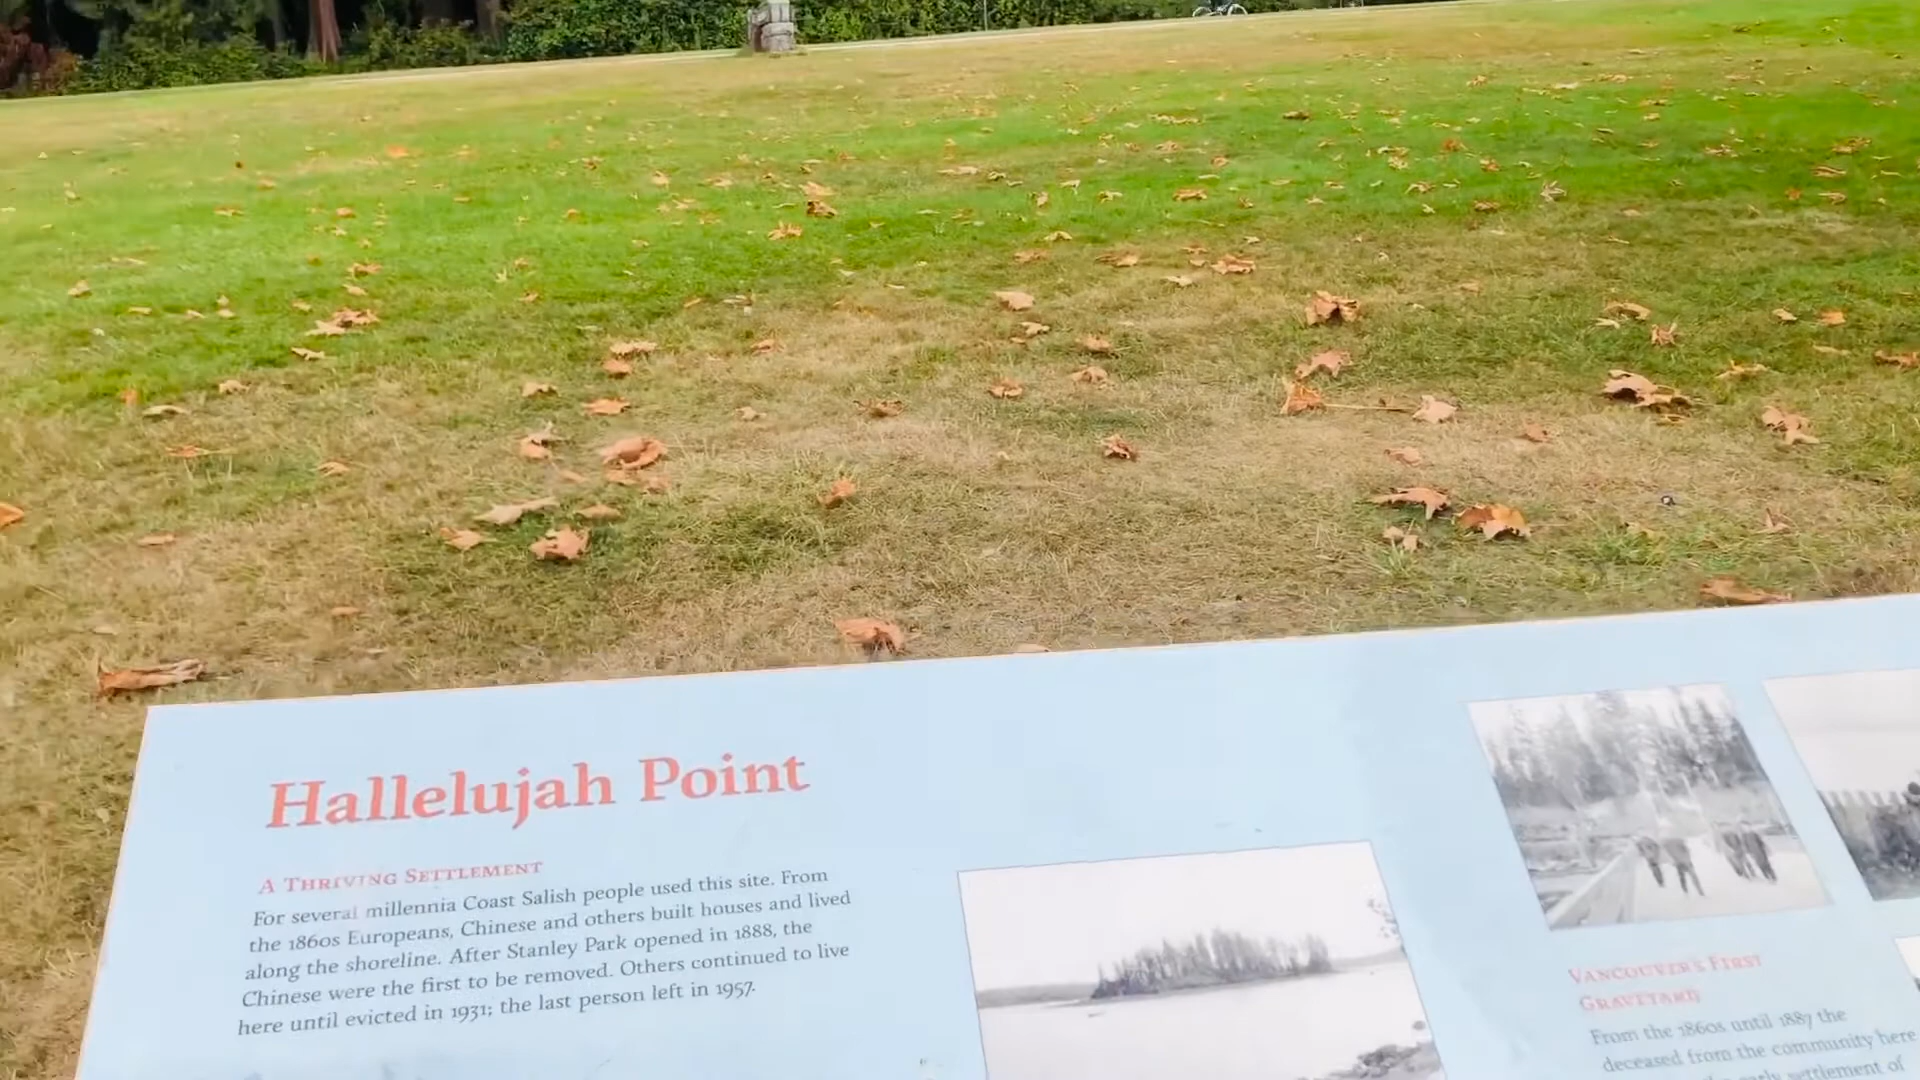 Hallelujah Point
A Thriving Settlement
For several millennia Coast Salish people used this site. From
the 1860s Europeans, Chinese and others built houses and lived
along the shoreline. After Stanley Park opened in 1888, the
Chinese were the first to be removed. Others continued to live
here until evicted in 1931; the last person left in 1957.
Vancouver's First
Graveyard
From the 1860s until 1887 the
deceased from the community here
settlement of